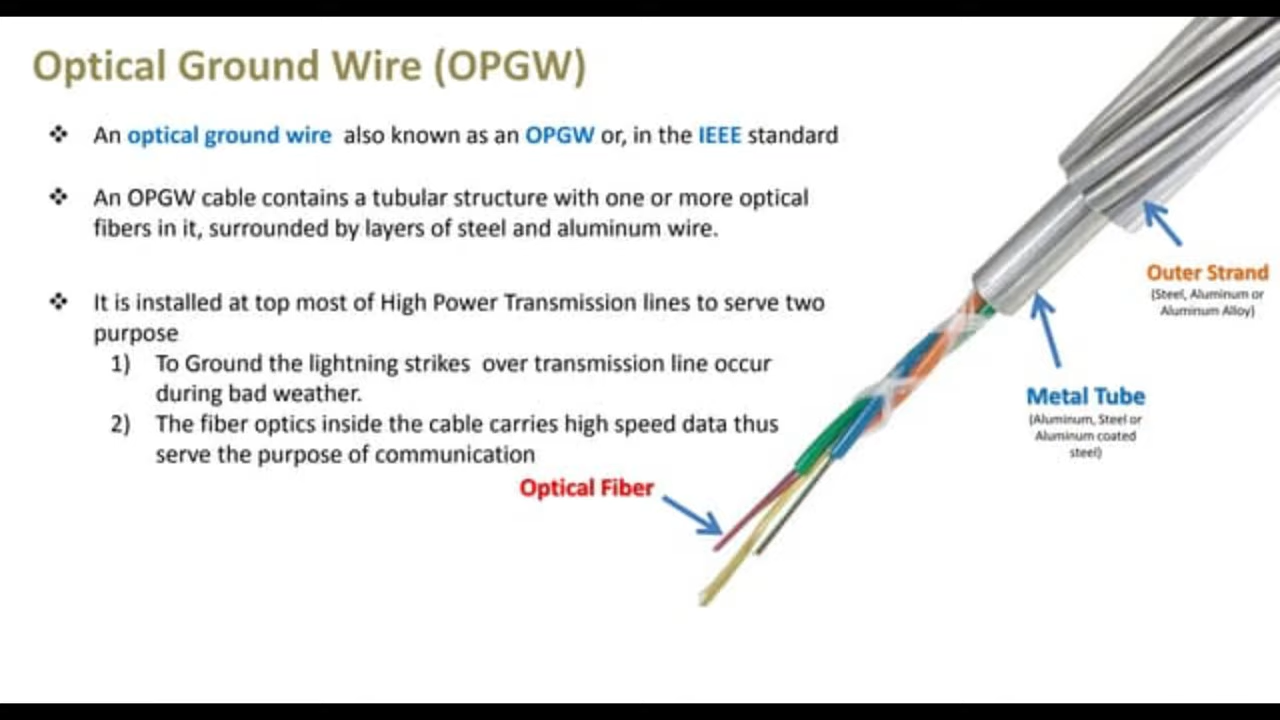 Optical Ground Wire (OPGW)
❖ An optical ground wire also known as an OPGW or, in the IEEE standard
❖ An OPGW cable contains a tubular structure with one or more optical
fibers in it, surrounded by layers of steel and aluminum wire.
❖ It is installed at top most of High Power Transmission lines to serve two
purpose
1) To Ground the lightning strikes over transmission line occur
during bad weather.
2) The fiber optics inside the cable carries high speed data thus
serve the purpose of communication
Optical Fiber
Outer Strand
(Steel, Aluminum or
Aluminum Alloy)
Metal Tube
(Aluminum, Steel or
Aluminum coated
steel)